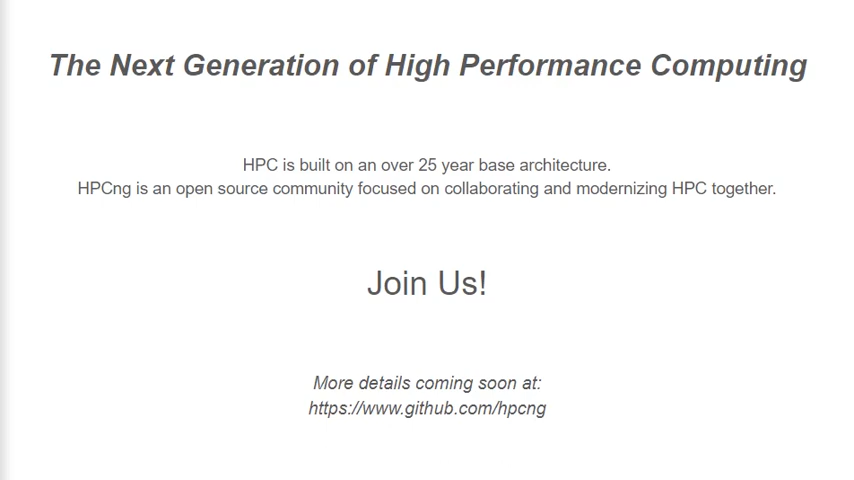 The Next Generation of High Performance Computing
HPC is built on an over 25 year base architecture.
HPCng is an open source community focused on collaborating and modernizing HPC together.
Join Us!
More details coming soon at:
https://www.github.com/hpcng